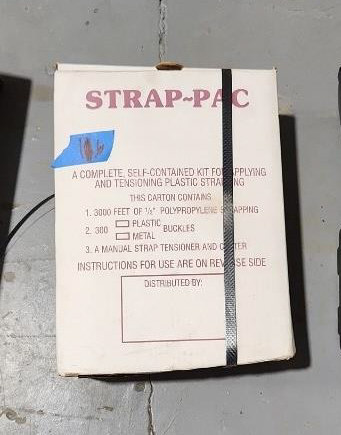 STRAP~PAC
A COMPLETE, SELF-CONTAINED KIT FOR APPLYING
AND TENSIONING PLASTIC STRAPPING
THIS CARTON CONTAINS
1. 3000 FEET OF ½" POLYPROPYLENE STRAPPING
2. 300 PLASTIC
METAL BUCKLES
3. A MANUAL STRAP TENSIONER AND CUTTER
INSTRUCTIONS FOR USE ARE ON REVERSE SIDE
DISTRIBUTED BY: